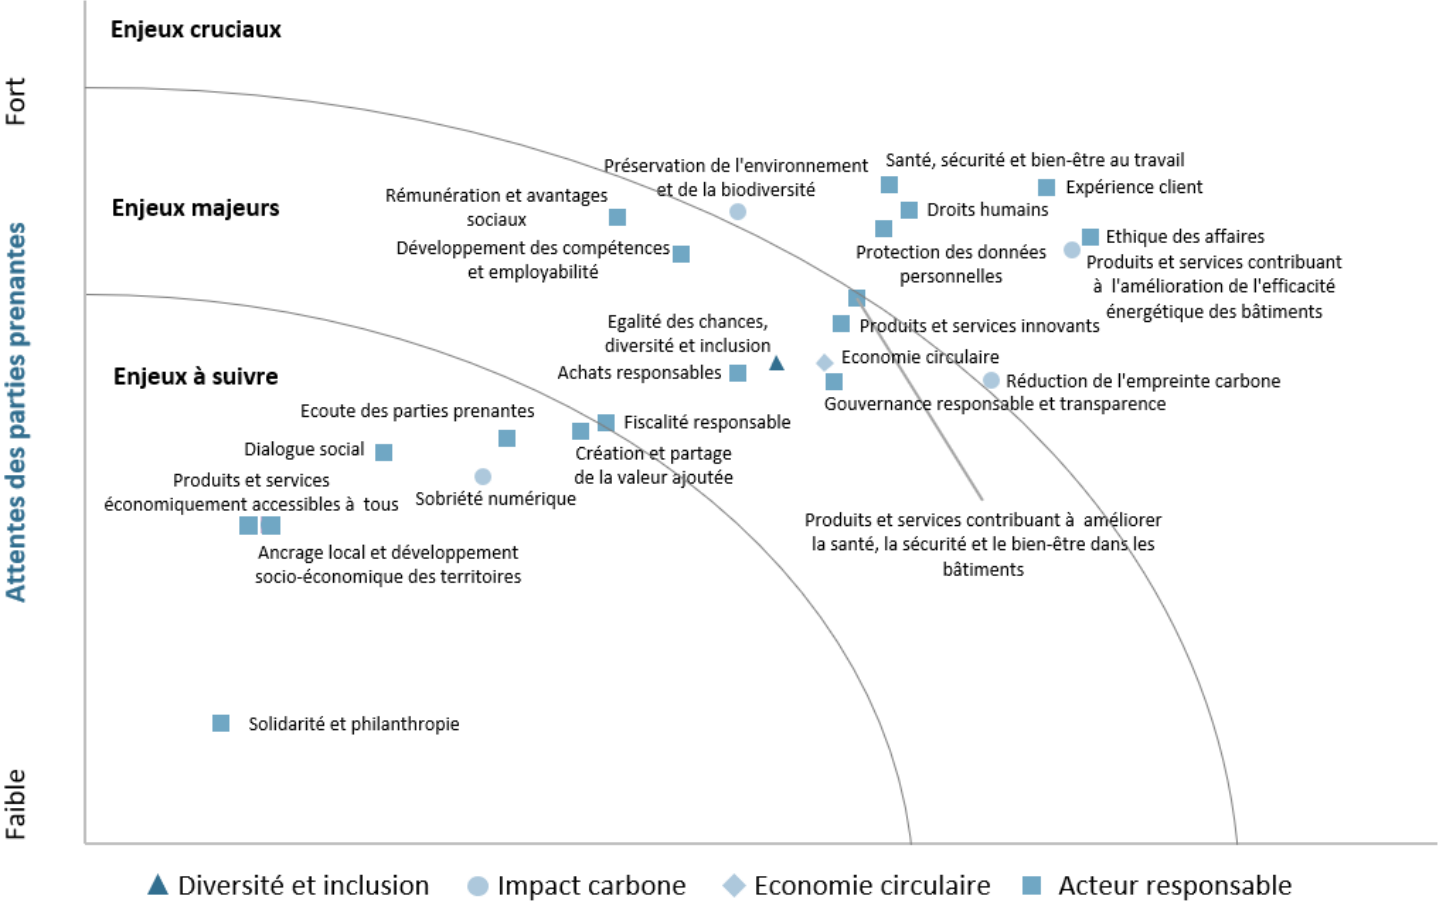 Enjeux cruciaux
Fort
Préservation de l'environnement
et de la biodiversité
Santé, sécurité et bien-être au travail
Expérience client
Rémunération et avantages
sociaux
Enjeux majeurs
Droits humains
Développement des compétences
et employabilité
Protection des données
personnelles
Ethique des affaires
Produits et services contribuant
à l'amélioration de l'efficacité
énergétique des bâtiments
Attentes des parties prenantes
Egalité des chances,
diversité et inclusion
Produits et services innovants
Achats responsables
Economie circulaire
Enjeux à suivre
Réduction de l'empreinte carbone
Gouvernance responsable et transparence
Ecoute des parties prenantes
Fiscalité responsable
Dialogue social
Création et partage
de la valeur ajoutée
Produits et services
économiquement accessibles à tous
Sobriété numérique
Produits et services contribuant à améliorer
la santé, la sécurité et le bien-être dans les
bâtiments
Ancrage local et développement
socio-économique des territoires
Solidarité et philanthropie
Faible
Diversité et inclusion
Impact carbone
Economie circulaire
Acteur responsable